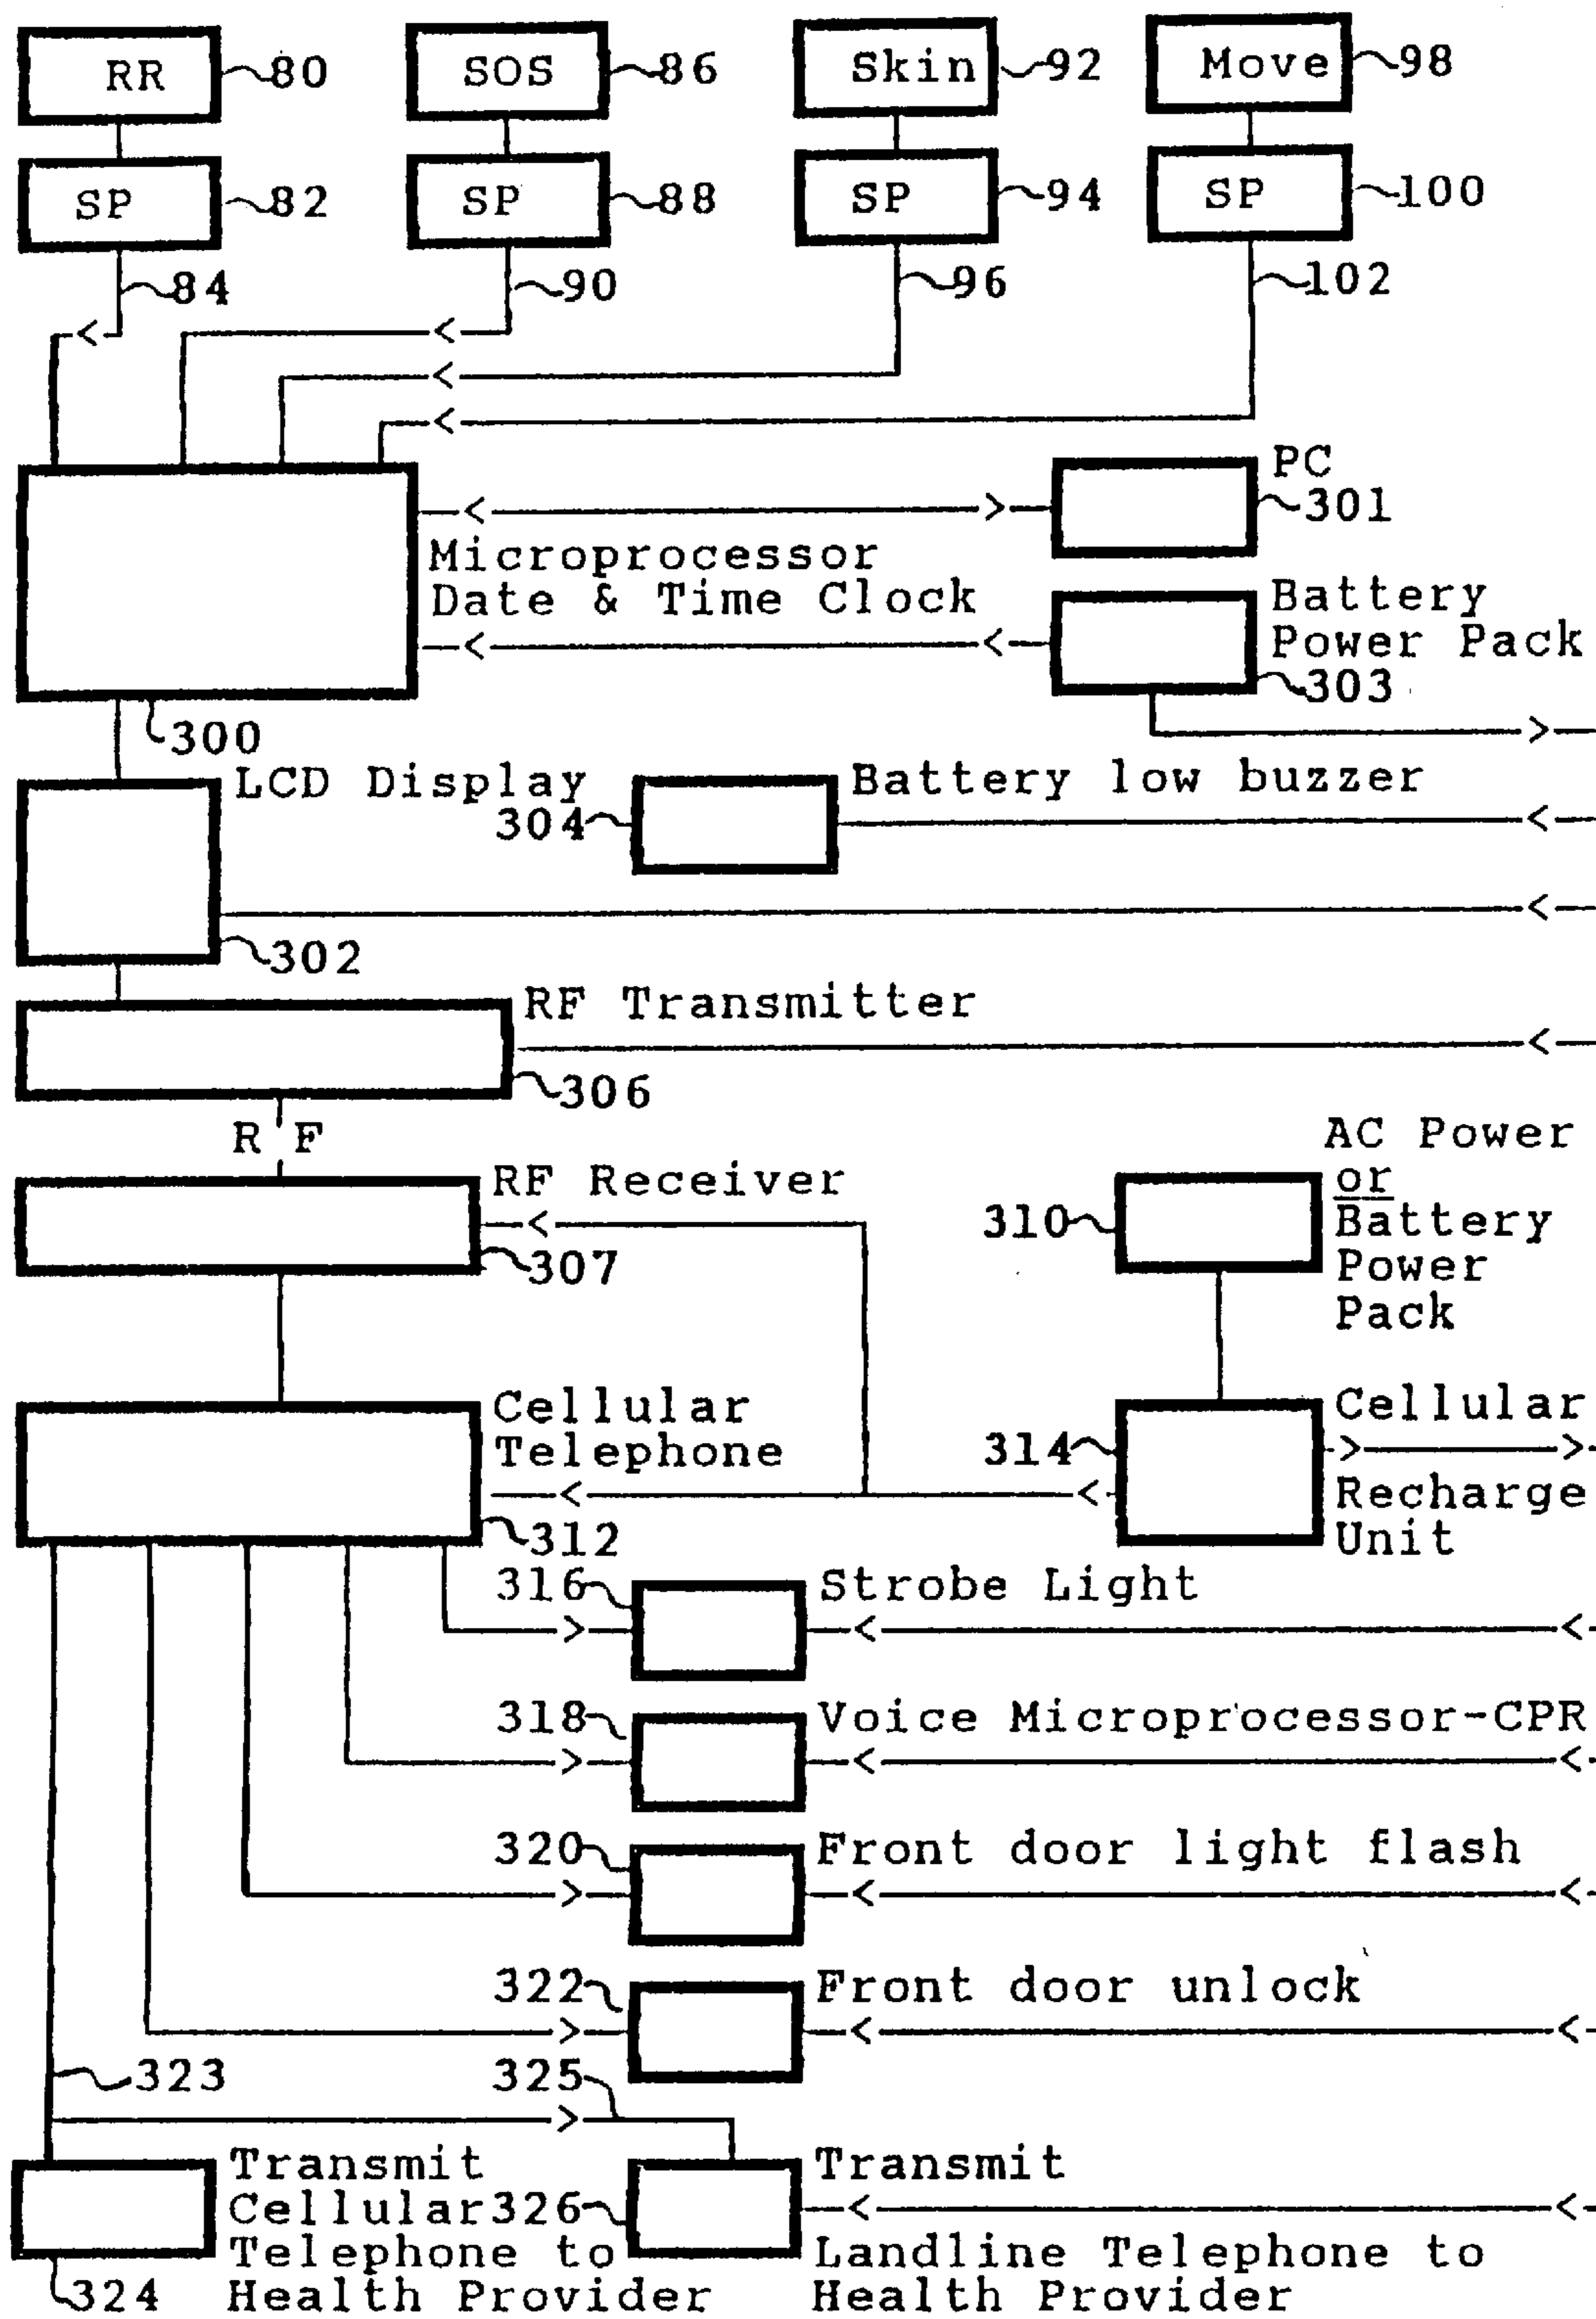 RR 80
SOS 86
Skin 92
Move 98
SP 82
SP 88
SP 94
SP 100
84
90
96
102
PC
301
Microprocessor
Date & Time Clock
Battery
Power Pack
303
300
LCD Display
304
Battery low buzzer
302
RF Transmitter
306
R F
RF Receiver
307
AC Power
or
Battery
Power
Pack
310
Cellular
Telephone
312
314
Cellular
Recharge
Unit
316
Strobe Light
318
Voice Microprocessor-CPR
320
Front door light flash
322
Front door unlock
323
325
Transmit
Cellular
Telephone to
Health Provider
324
326
Transmit
Landline Telephone to
Health Provider